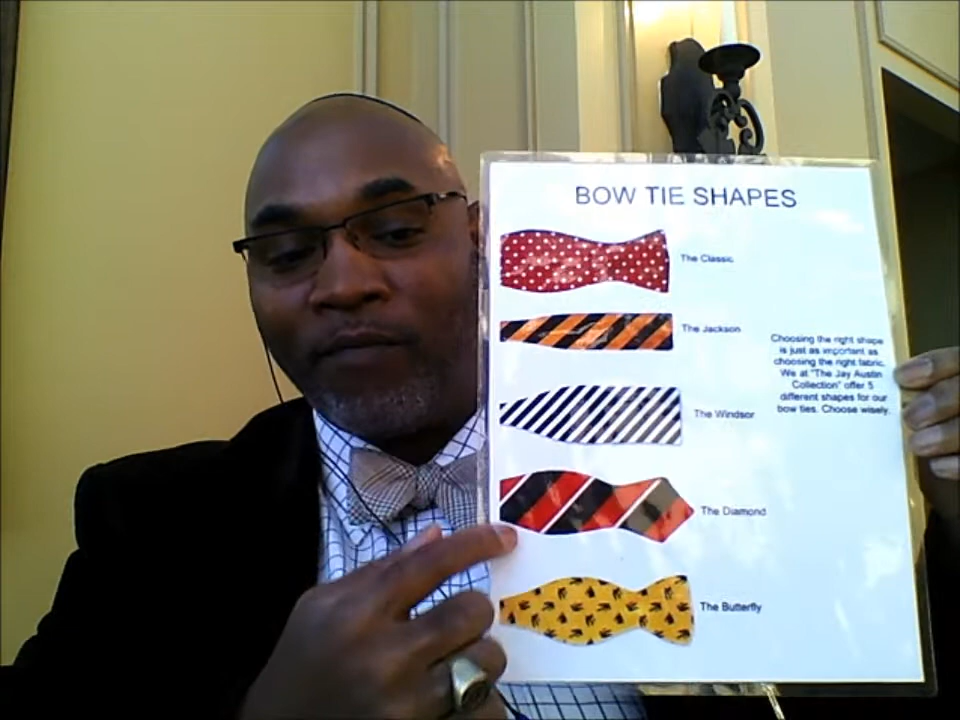 BOW TIE SHAPES
The Classic
The Jackson
Choosing the right shape
is just as important as
choosing the right fabric.
We at "The Jay Austin
Collection" offer 5
different shapes for our
bow ties. Choose wisely.
The Windsor
The Diamond
The Butterfly